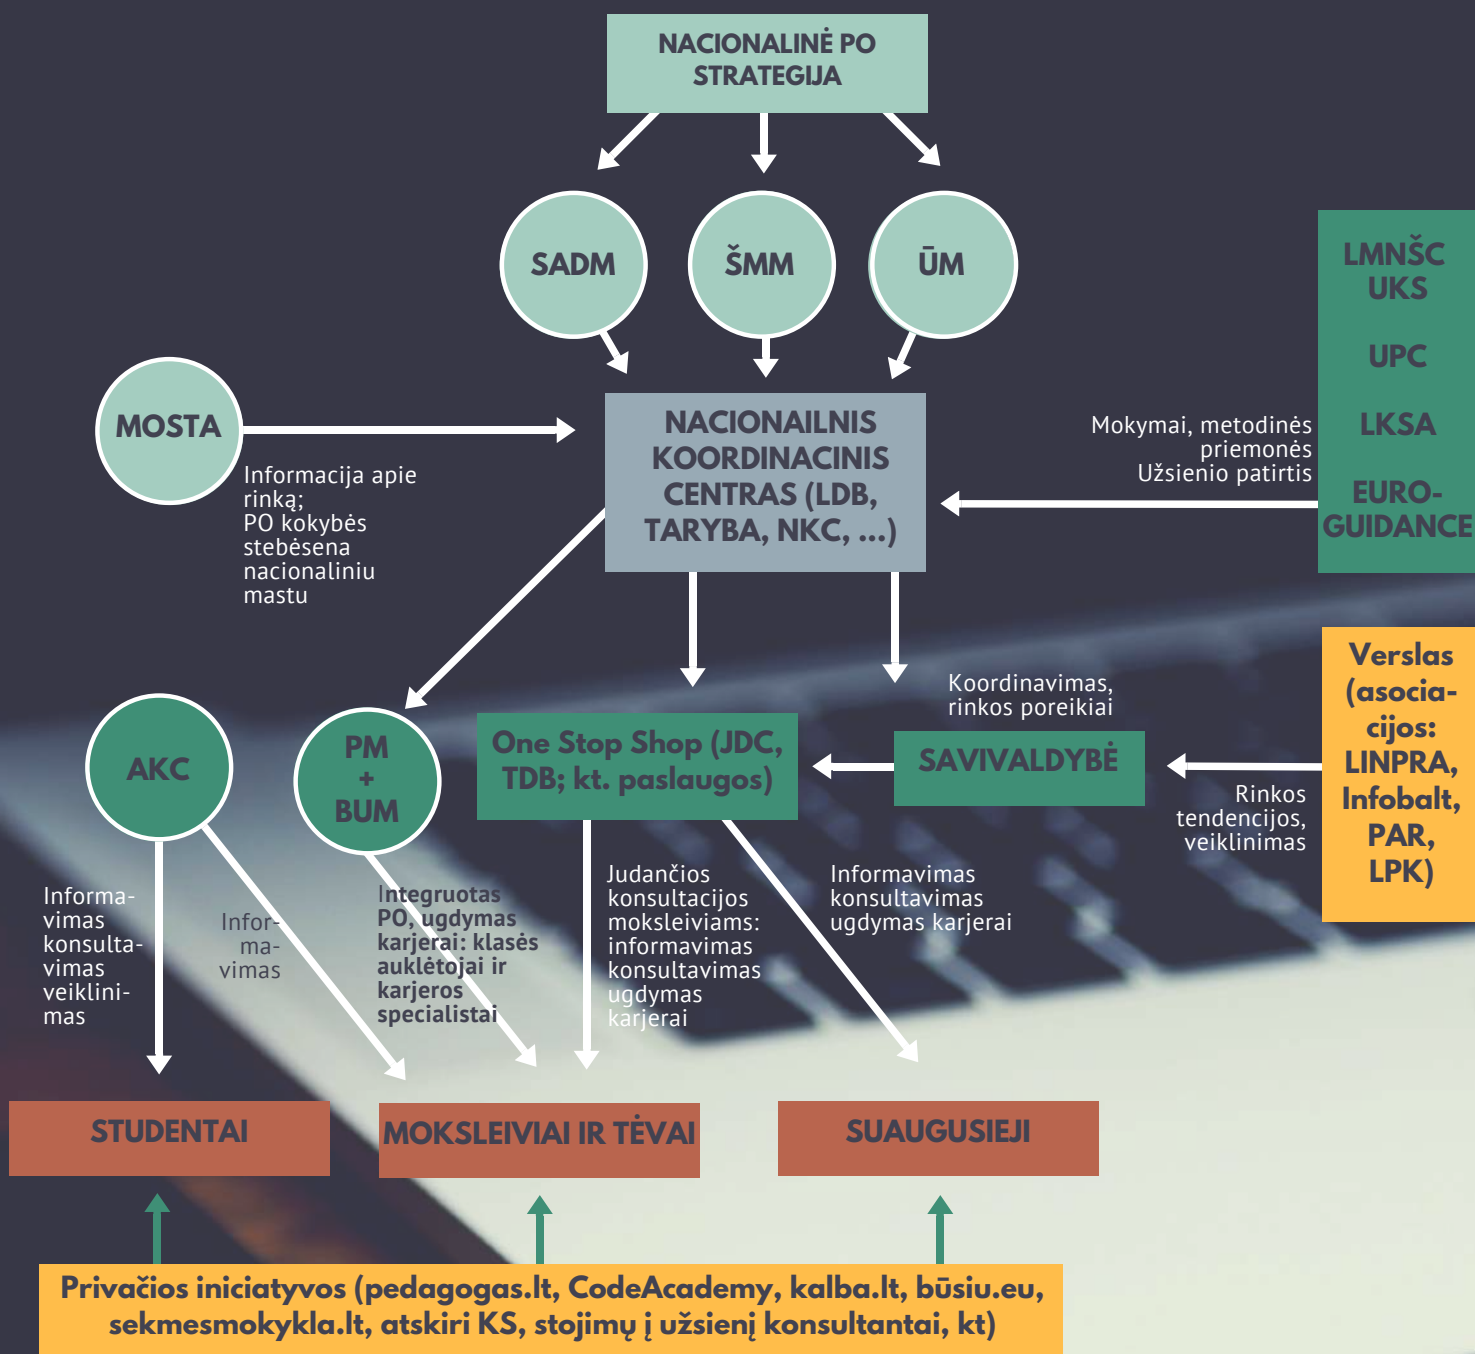 NACIONALINĖ PO
STRATEGIJA
SADM
ŠMM
ŪM
LMNŠC
UKS
UPC
LKSA
EURO-
GUIDANCE
MOSTA
Informacija apie
rinką;
PO kokybės
stebėsena
nacionaliniu
mastu
NACIONAILNIS
KOORDINACINIS
CENTRAS (LDB,
TARYBA, NKC, ...)
Mokymai, metodinės
priemonės
Užsienio patirtis
Verslas
(asocia-
cijos:
LINPRA,
Infobalt,
PAR,
LPK)
Koordinavimas,
rinkos poreikiai
AKC
PM
+
BUM
One Stop Shop (JDC,
TDB; kt. paslaugos)
SAVIVALDYBĖ
Rinkos
tendencijos,
veiklinimas
Informa-
vimas
konsulta-
vimas
veiklini-
mas
Infor-
ma-
vimas
Integruotas
PO, ugdymas
karjerai: klasės
auklėtojai ir
karjeros
specialistai
Judančios
konsultacijos
moksleiviams:
informavimas
konsultavimas
ugdymas
karjerai
Informavimas
konsultavimas
ugdymas karjerai
STUDENTAI
MOKSLEIVIAI IR TĖVAI
SUAUGUSIEJI
Privačios iniciatyvos (pedagogas.lt, CodeAcademy, kalba.lt, būsiu.eu,
sekmesmokykla.lt, atskiri KS, stojimų į užsienį konsultantai, kt)